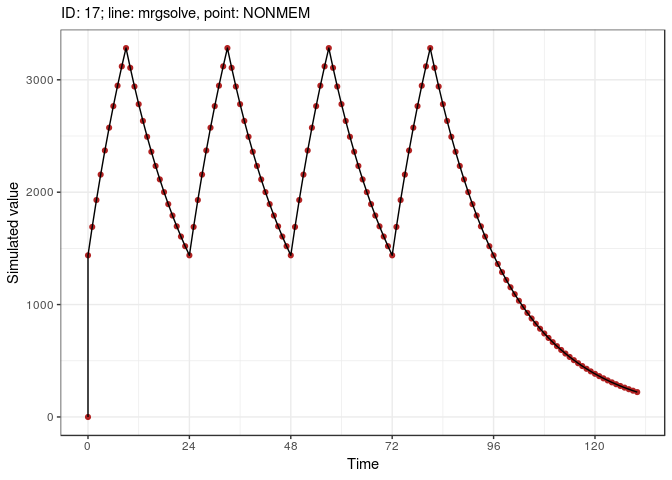 ID: 17; line: mrgsolve, point: NONMEM
Simulated value
3000
2000
1000
0
0 24 48 72 96 120
Time